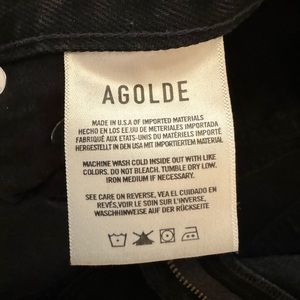 AGOLDE
MADE IN U.S.A OF IMPORTED MATERIALS
HECHO EN LOS EE.UU DE METERIALES IMPORTADA
FABRIQUÉ AUX ETATS-UNIS DU MATÉRIELS IMPORTÉ
HERGESTELLT IN DEN USA MIT IMPORTIERTEM MATERIAL
MACHINE WASH COLD INSIDE OUT WITH LIKE
COLORS. DO NOT BLEACH. TUMBLE DRY LOW.
IRON MEDIUM IF NECESSARY.
SEE CARE ON REVERSE, VEA EL CUIDADO EN
REVÉS, VOIR LE SOIN SUR L'INVERSE,
WASCHHINWEISE AUF DER RÜCKSEITE